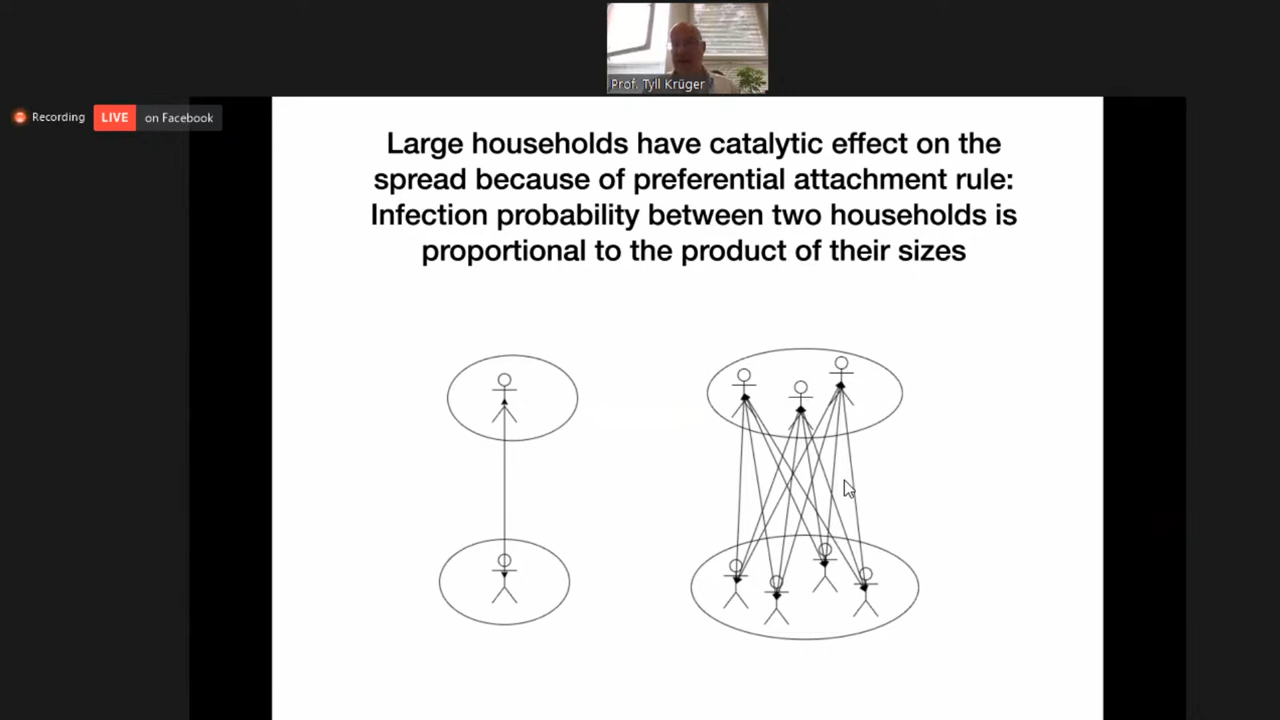 Prof. Tyll Krüger
Recording
LIVE
on Facebook
Large households have catalytic effect on the
spread because of preferential attachment rule:
Infection probability between two households is
proportional to the product of their sizes